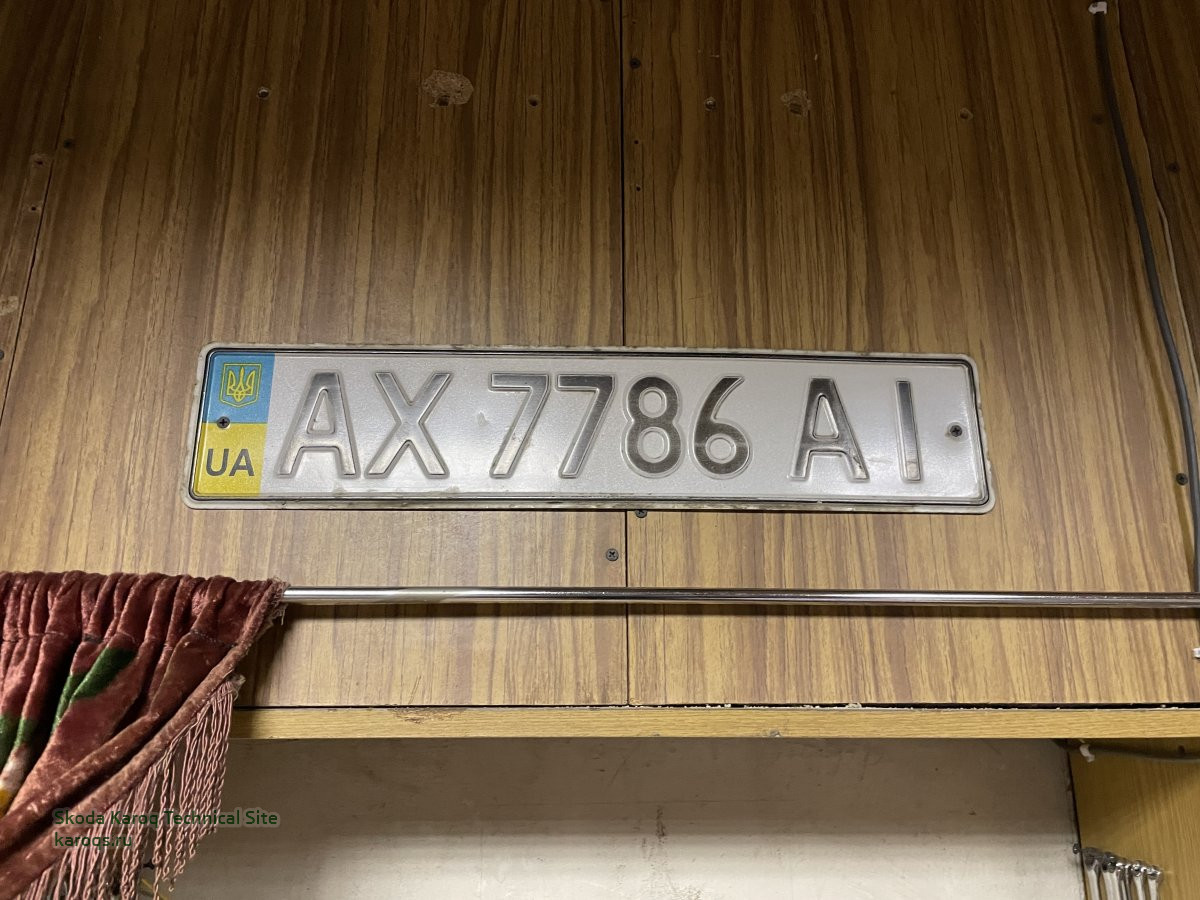 UA AX 7786 AI
Skoda Karoq Technical Site
karoqs.ru